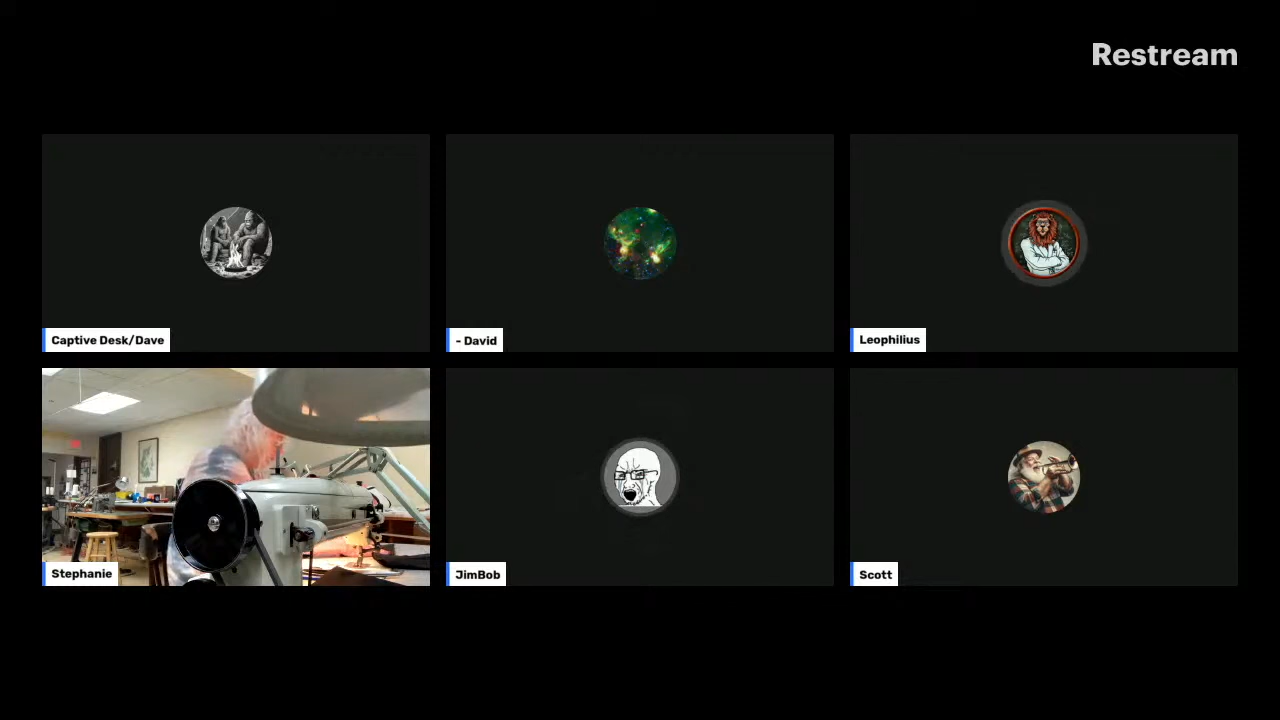 Restream
Captive Desk/Dave
- David
Leophilius
Stephanie
JimBob
Scott